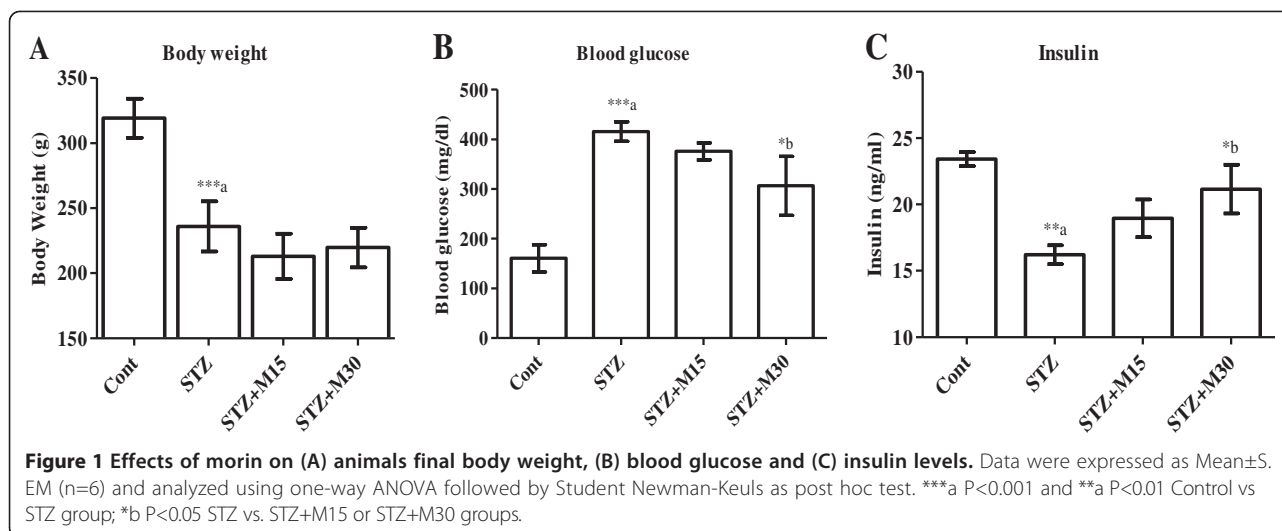 A
Body weight
350
300
250
200
150
Body Weight (g)
***a
Cont
STZ
STZ+M15
STZ+M30
B
Blood glucose
500
400
300
200
100
0
Blood glucose (mg/dl)
***a
*b
Cont
STZ
STZ+M15
STZ+M30
C
Insulin
30
25
20
15
10
Insulin (ng/ml)
**a
*b
Cont
STZ
STZ+M15
STZ+M30
Figure 1 Effects of morin on (A) animals final body weight, (B) blood glucose and (C) insulin levels. Data were expressed as Mean±S.
EM (n=6) and analyzed using one-way ANOVA followed by Student Newman-Keuls as post hoc test. ***a P<0.001 and **a P<0.01 Control vs
STZ group; *b P<0.05 STZ vs. STZ+M15 or STZ+M30 groups.